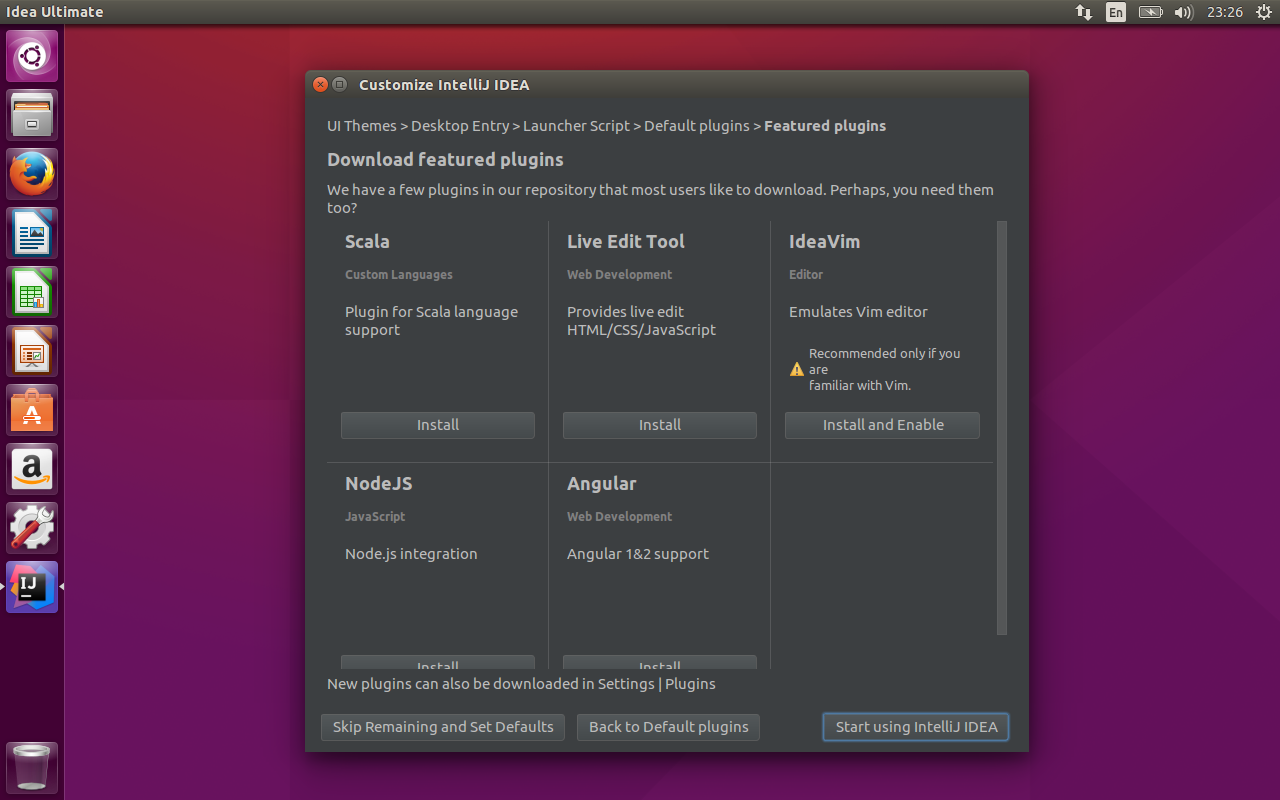 Idea Ultimate
En
23:26
Customize IntelliJ IDEA
UI Themes > Desktop Entry > Launcher Script > Default plugins > Featured plugins
Download featured plugins
We have a few plugins in our repository that most users like to download. Perhaps, you need them
too?
Scala
Custom Languages
Plugin for Scala language
support
Install
Live Edit Tool
Web Development
Provides live edit
HTML/CSS/JavaScript
Install
IdeaVim
Editor
Emulates Vim editor
Recommended only if you
are
familiar with Vim.
Install and Enable
NodeJS
JavaScript
Node.js integration
Install
Angular
Web Development
Angular 1&2 support
Install
New plugins can also be downloaded in Settings | Plugins
Skip Remaining and Set Defaults
Back to Default plugins
Start using IntelliJ IDEA
A
a
IJ